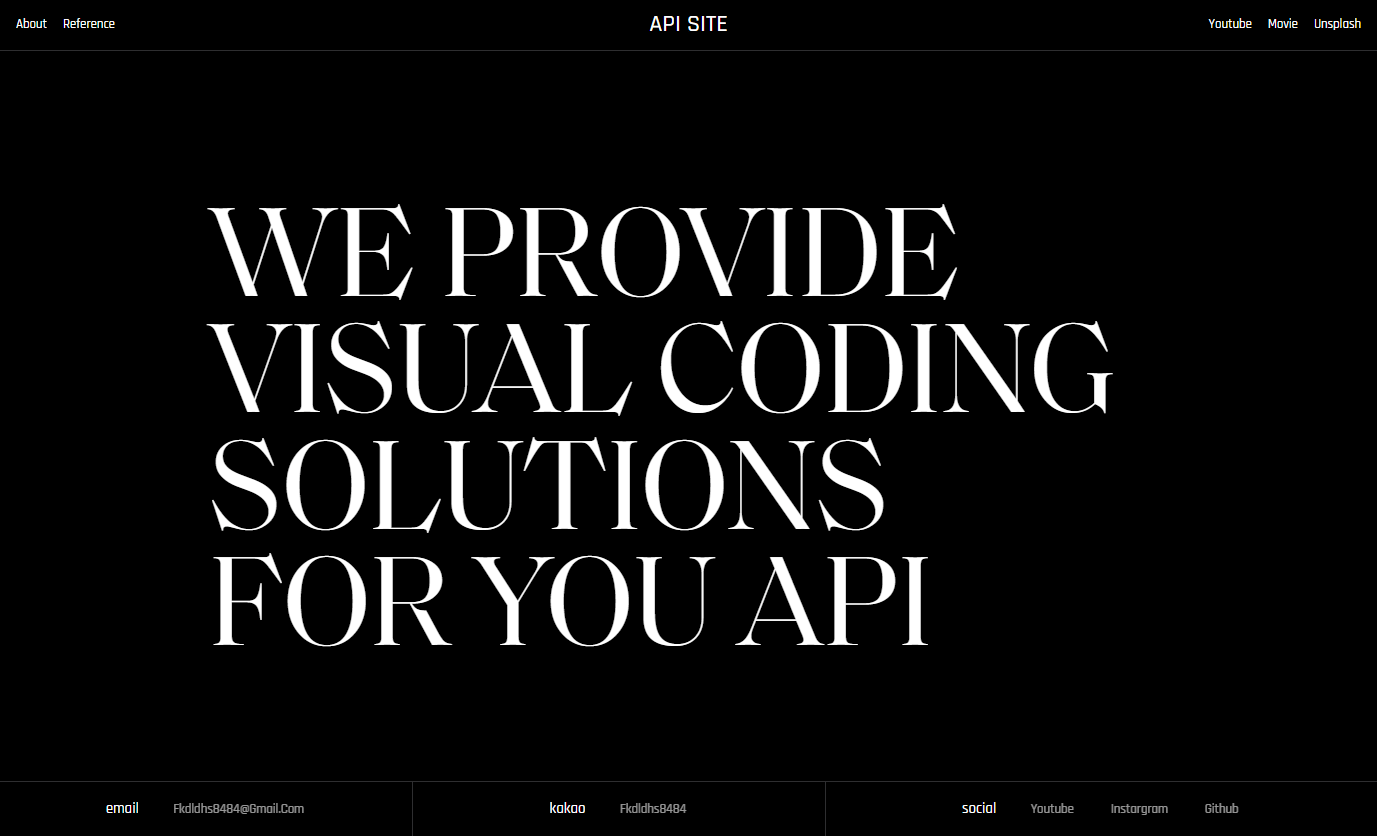 About Reference API SITE Youtube Movie Unsplash
WE PROVIDE
VISUAL CODING
SOLUTIONS
FOR YOU API
email Fkdldhs8484@Gmail.Com kakao Fkdldhs8484 social Youtube Instargram Github